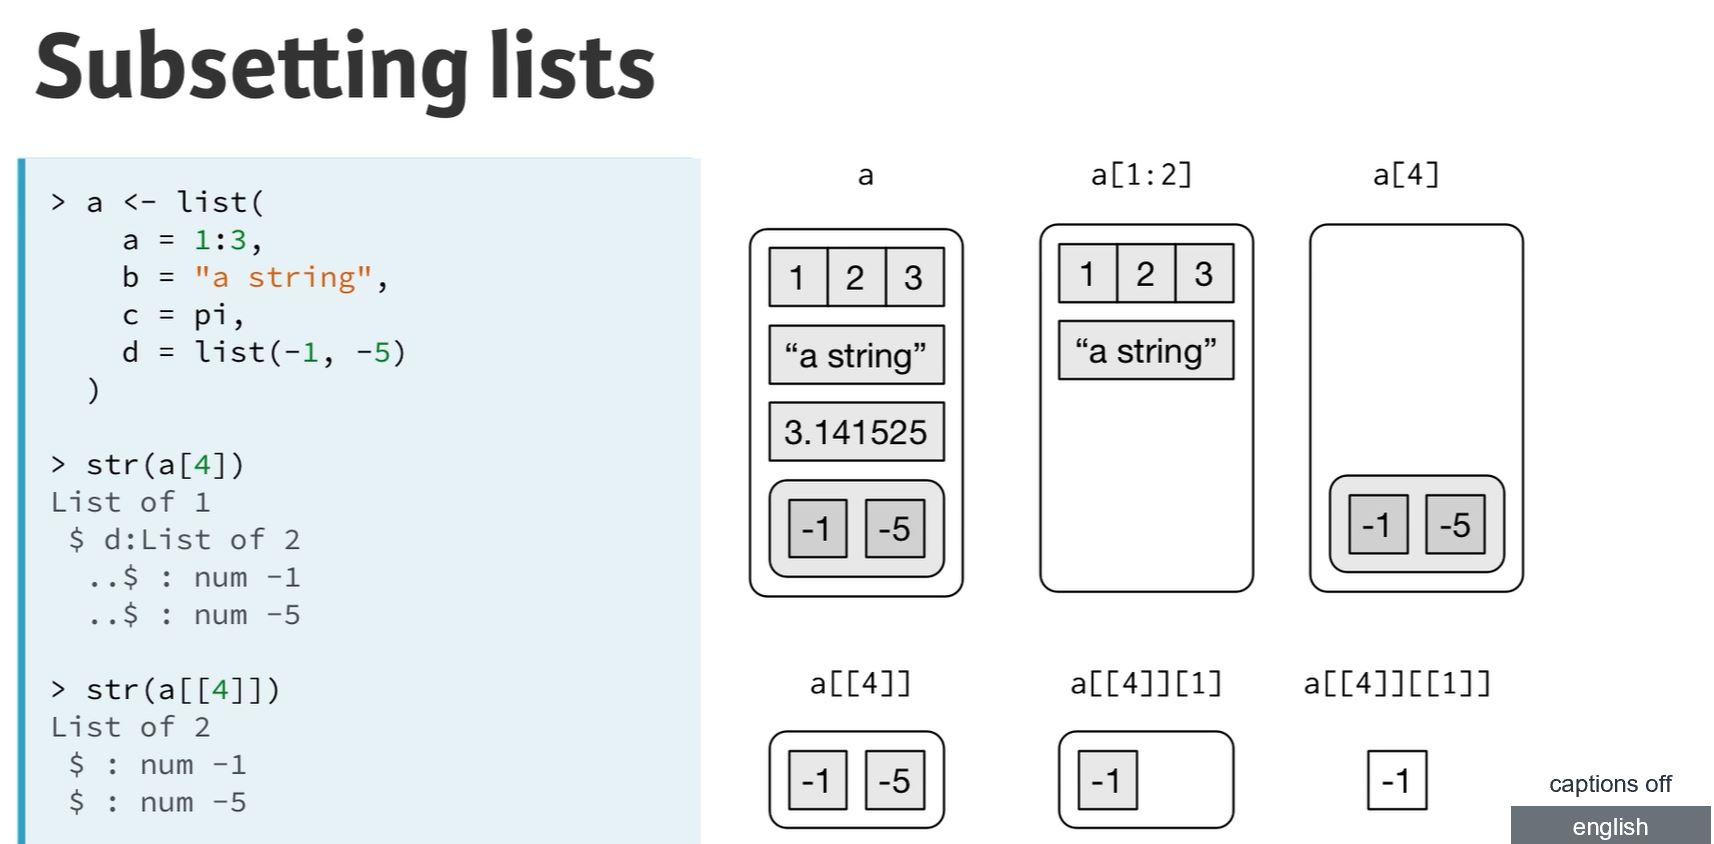 Subsetting lists
> a <- list(
a = 1:3,
b = "a string",
c = pi,
d = list(-1, -5)
)
> str(a[4])
List of 1
$ d:List of 2
..$ : num -1
..$ : num -5
> str(a[[4]])
List of 2
$ : num -1
$ : num -5
a
1 2 3
“a string”
3.141525
-1 -5
a[1:2]
1 2 3
“a string”
a[4]
-1 -5
a[[4]]
-1 -5
a[[4]][1]
-1
a[[4]][[1]]
-1
captions off
english